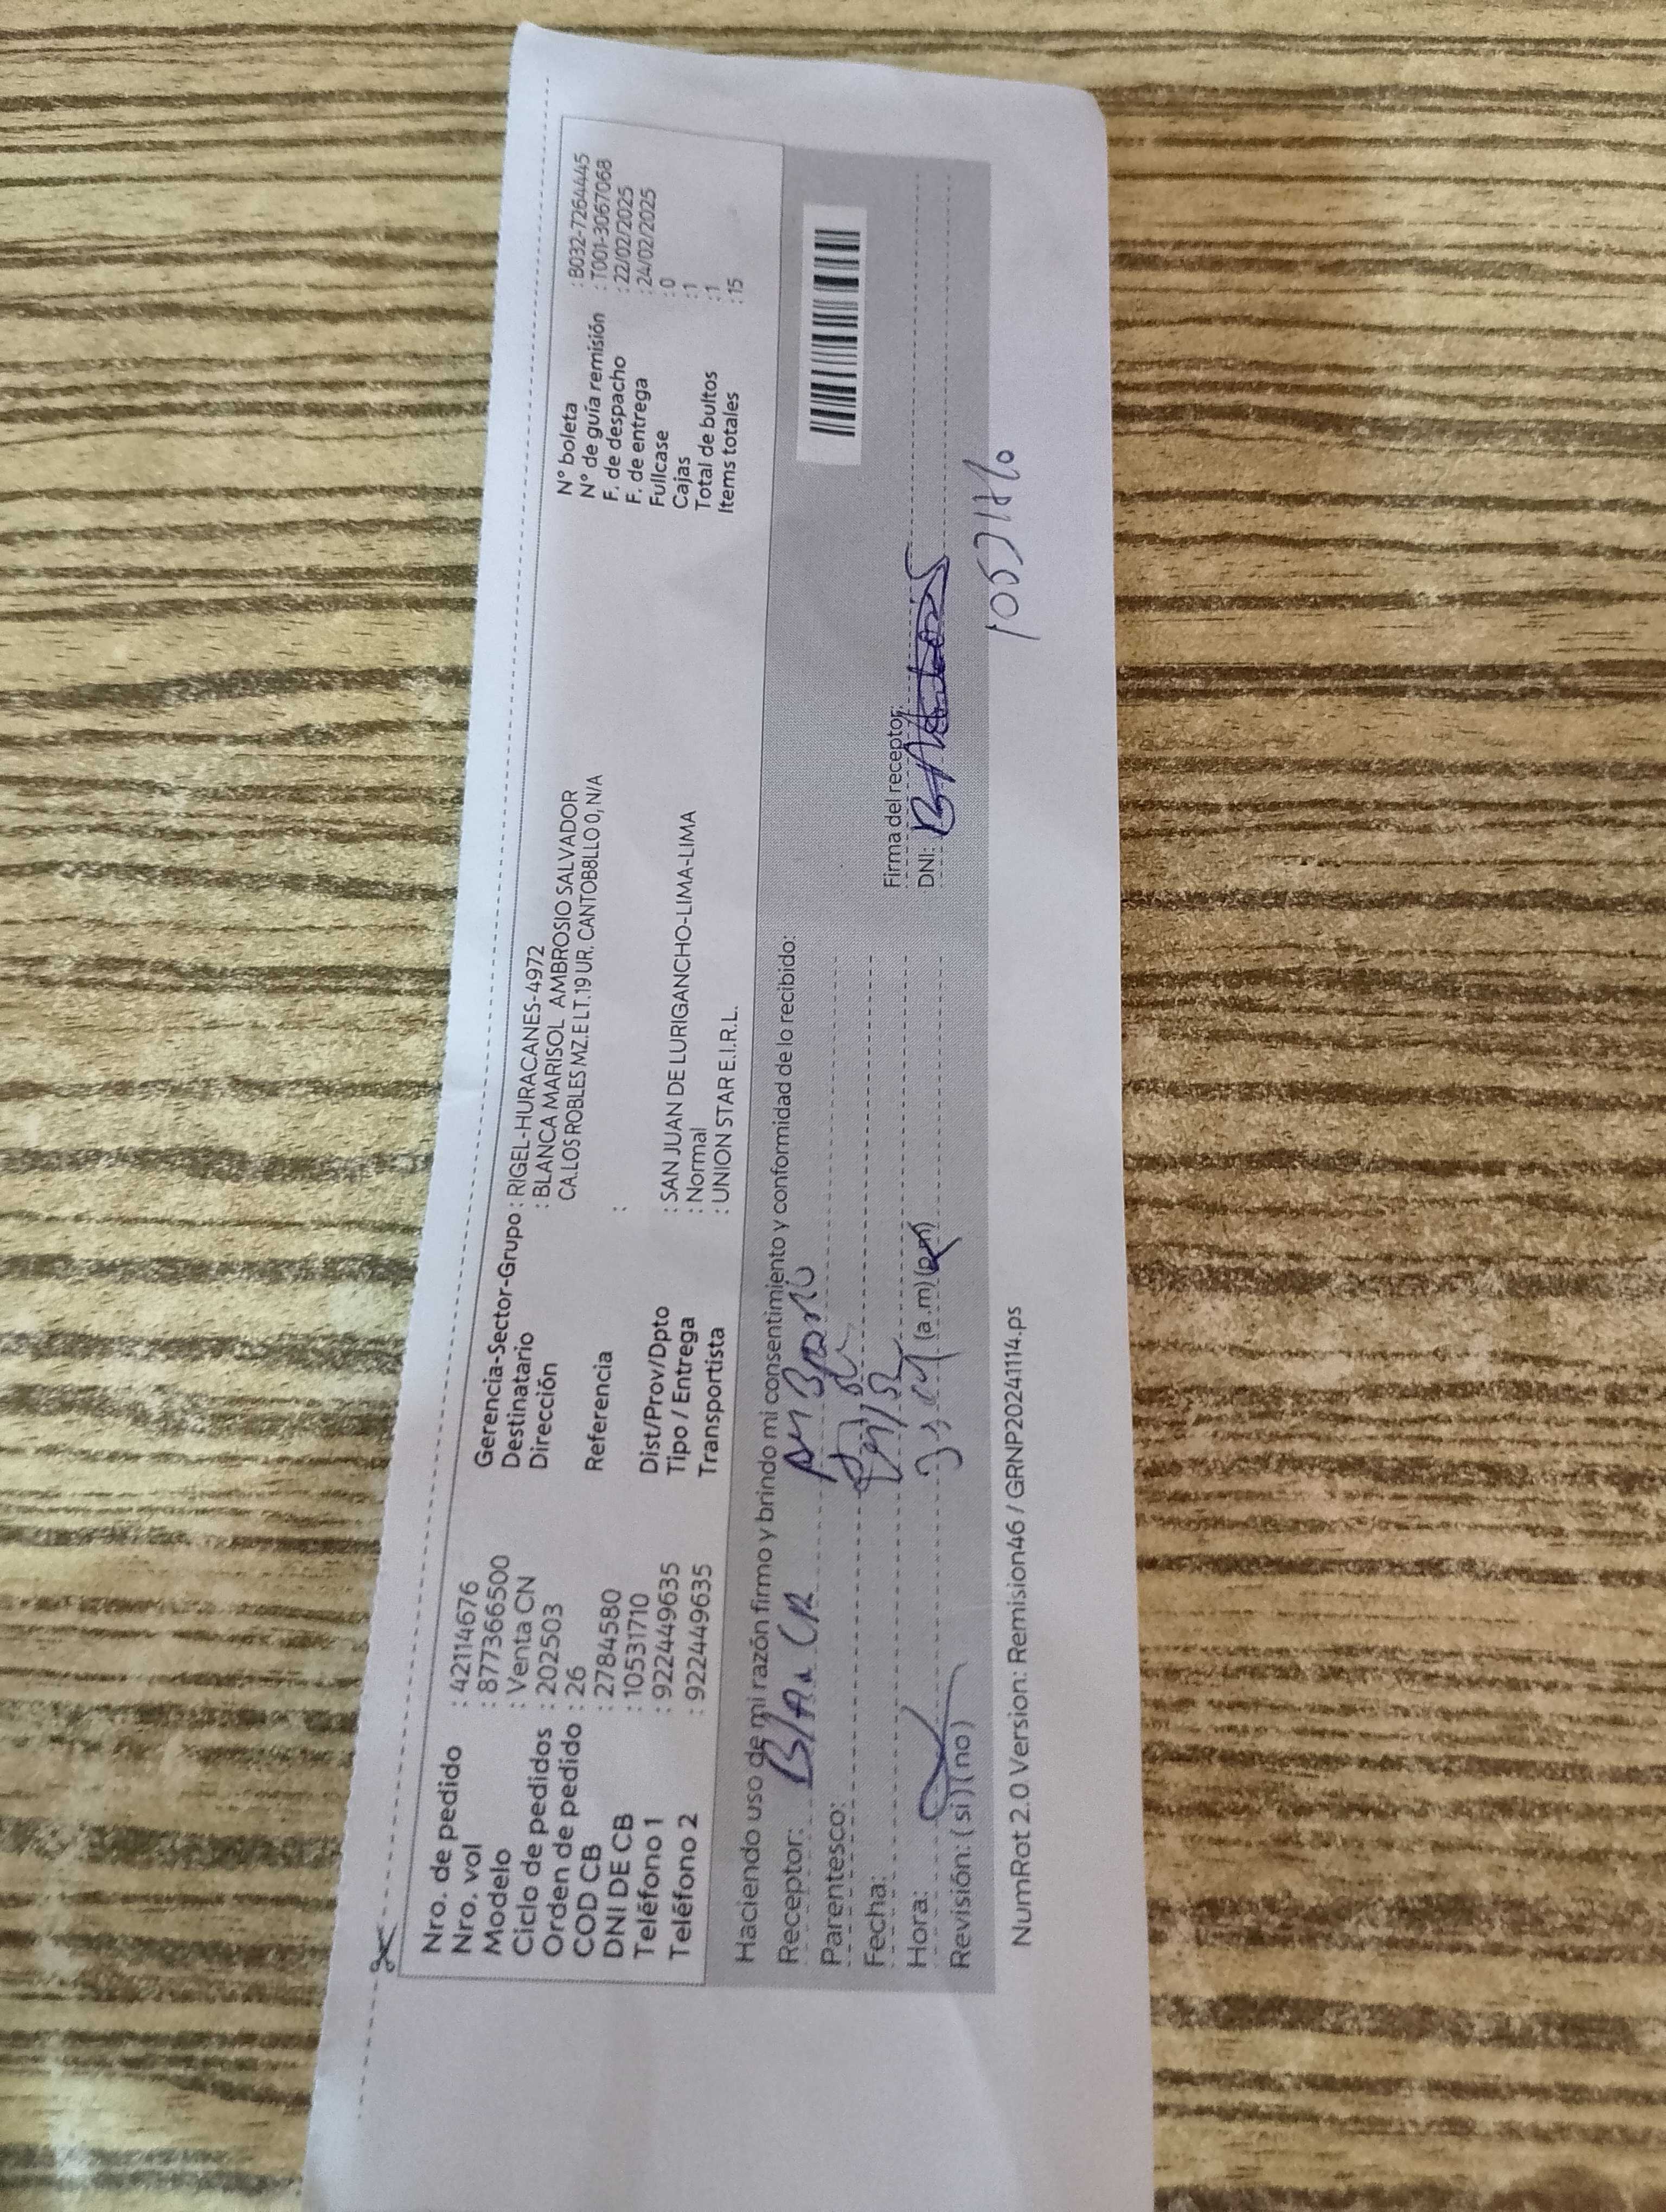 Nro. de pedido : 42114676
Nro. vol : 877366500
Modelo : Venta CN
Ciclo de pedidos : 202503
Orden de pedido : 26
COD CB : 2784580
DNI DE CB : 10531710
Teléfono 1 : 922449635
Teléfono 2 : 922449635
Gerencia-Sector-Grupo : RIGEL-HURACANES-4972
Destinatario : BLANCA MARISOL AMBROSIO SALVADOR
Dirección CA.LOS ROBLES MZ.E LT.19 UR. CANTOB8LLO 0, N/A
Referencia :
Dist/Prov/Dpto : SAN JUAN DE LURIGANCHO-LIMA-LIMA
Tipo / Entrega : Normal
Transportista : UNION STAR E.I.R.L.
N° boleta : B032-7264445
N° de guía remisión : T001-3067068
F. de despacho : 22/02/2025
F. de entrega : 24/02/2025
Fullcase : 0
Cajas : 1
Total de bultos : 1
Items totales : 15
Haciendo uso de mi razón firmo y brindo mi consentimiento y conformidad de lo recibido:
Receptor:
Parentesco:
Fecha:
Hora: (a.m) (p.m)
Revisión: (si) (no)
Firma del receptor:
DNI:
NumRot 2.0 Version: Remision46 / GRNP20241114.ps